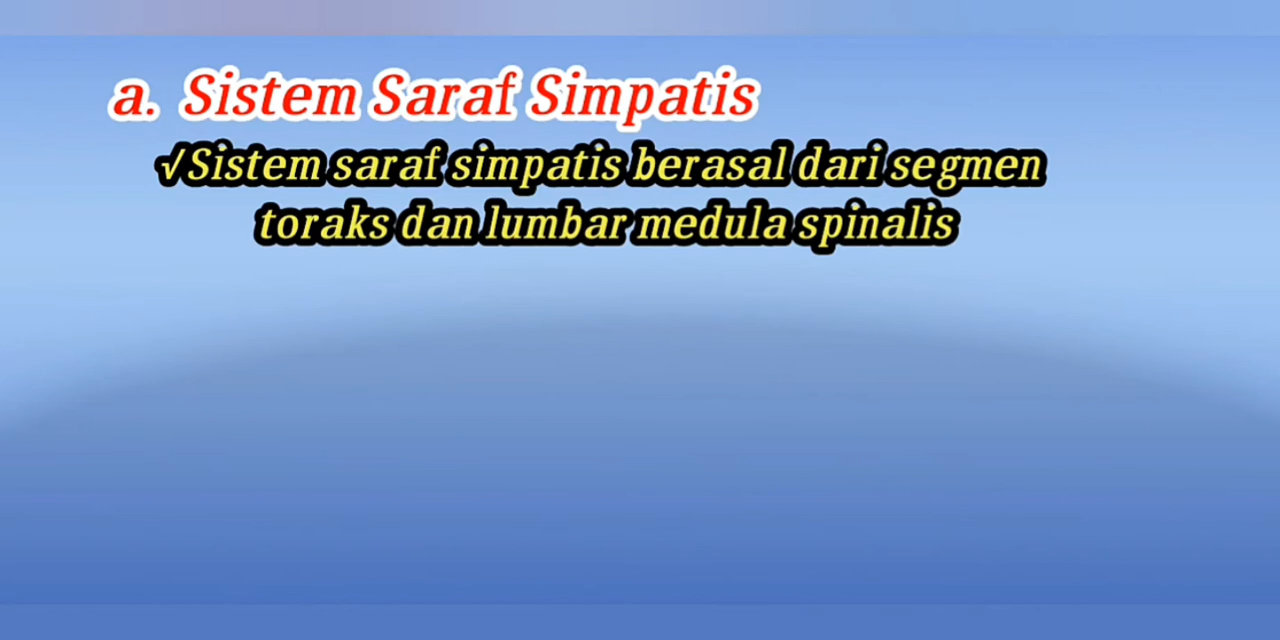 a. Sistem Saraf Simpatis
√Sistem saraf simpatis berasal dari segmen
toraks dan lumbar medula spinalis